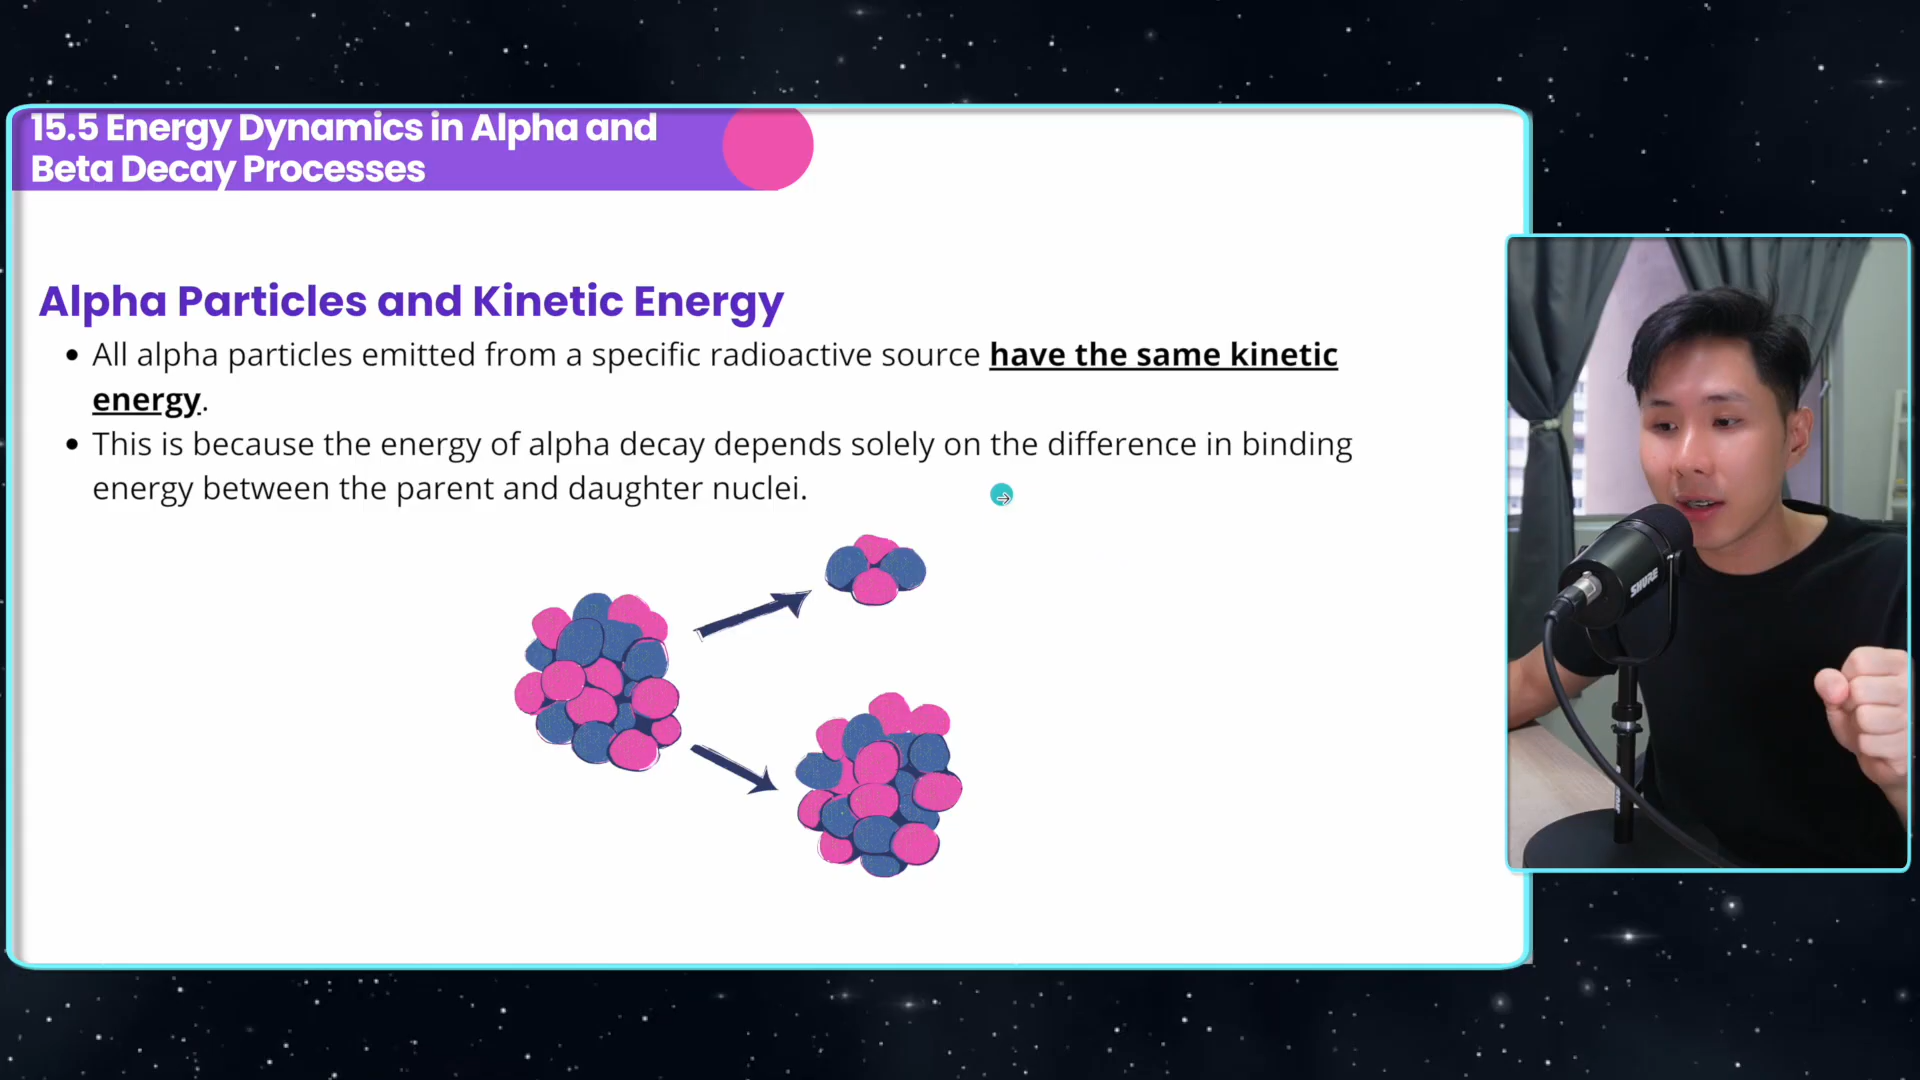 15.5 Energy Dynamics in Alpha and
Beta Decay Processes
Alpha Particles and Kinetic Energy
• All alpha particles emitted from a specific radioactive source have the same kinetic
energy.
• This is because the energy of alpha decay depends solely on the difference in binding
energy between the parent and daughter nuclei.
SHURE